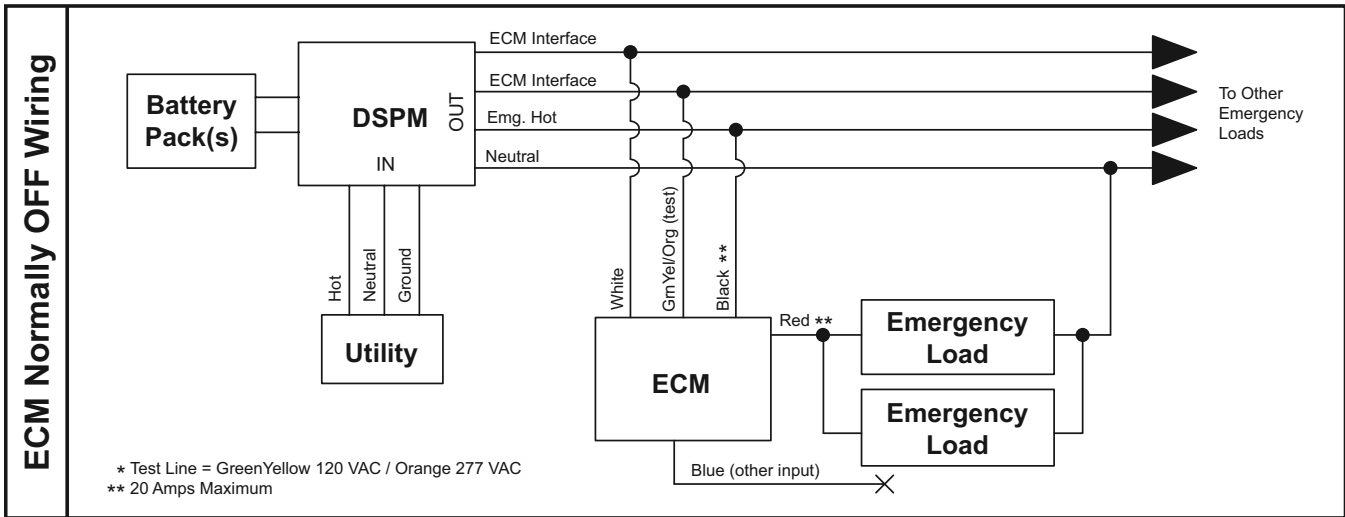 ECM Normally OFF Wiring
Battery
Pack(s)
DSPM
IN
OUT
ECM Interface
ECM Interface
Emg. Hot
Neutral
To Other
Emergency
Loads
Hot
Neutral
Ground
Utility
White
GrnYel/Org (test)
Black **
ECM
Red **
Emergency
Load
Emergency
Load
Blue (other input)
* Test Line = GreenYellow 120 VAC / Orange 277 VAC
** 20 Amps Maximum